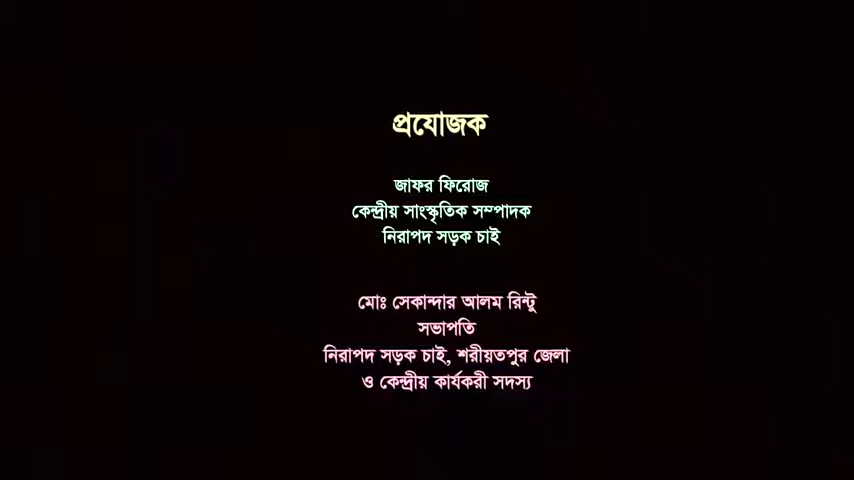 প্রযোজক
জাফর ফিরোজ
কেন্দ্রীয় সাংস্কৃতিক সম্পাদক
নিরাপদ সড়ক চাই
মোঃ সেকান্দার আলম রিন্টু
সভাপতি
নিরাপদ সড়ক চাই, শরীয়তপুর জেলা
ও কেন্দ্রীয় কার্যকরী সদস্য